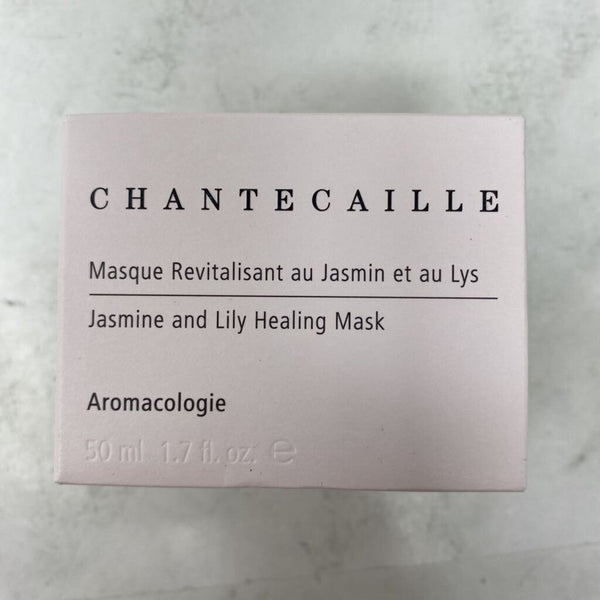 CHANTECAILLE
Masque Revitalisant au Jasmin et au Lys
Jasmine and Lily Healing Mask
Aromacologie
50 ml 1.7 fl. oz. ℮